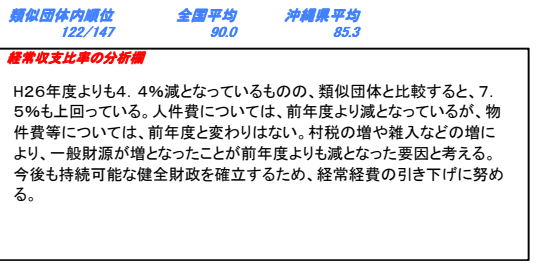 類似団体内順位 全国平均 沖縄県平均
122/147 90.0 85.3
経常収支比率の分析欄
H26年度よりも4.4%減となっているものの、類似団体と比較すると、7.
5%も上回っている。人件費については、前年度より減となっているが、物
件費等については、前年度と変わりはない。村税の増や雑入などの増に
より、一般財源が増となったことが前年度よりも減となった要因と考える。
今後も持続可能な健全財政を確立するため、経常経費の引き下げに努め
る。